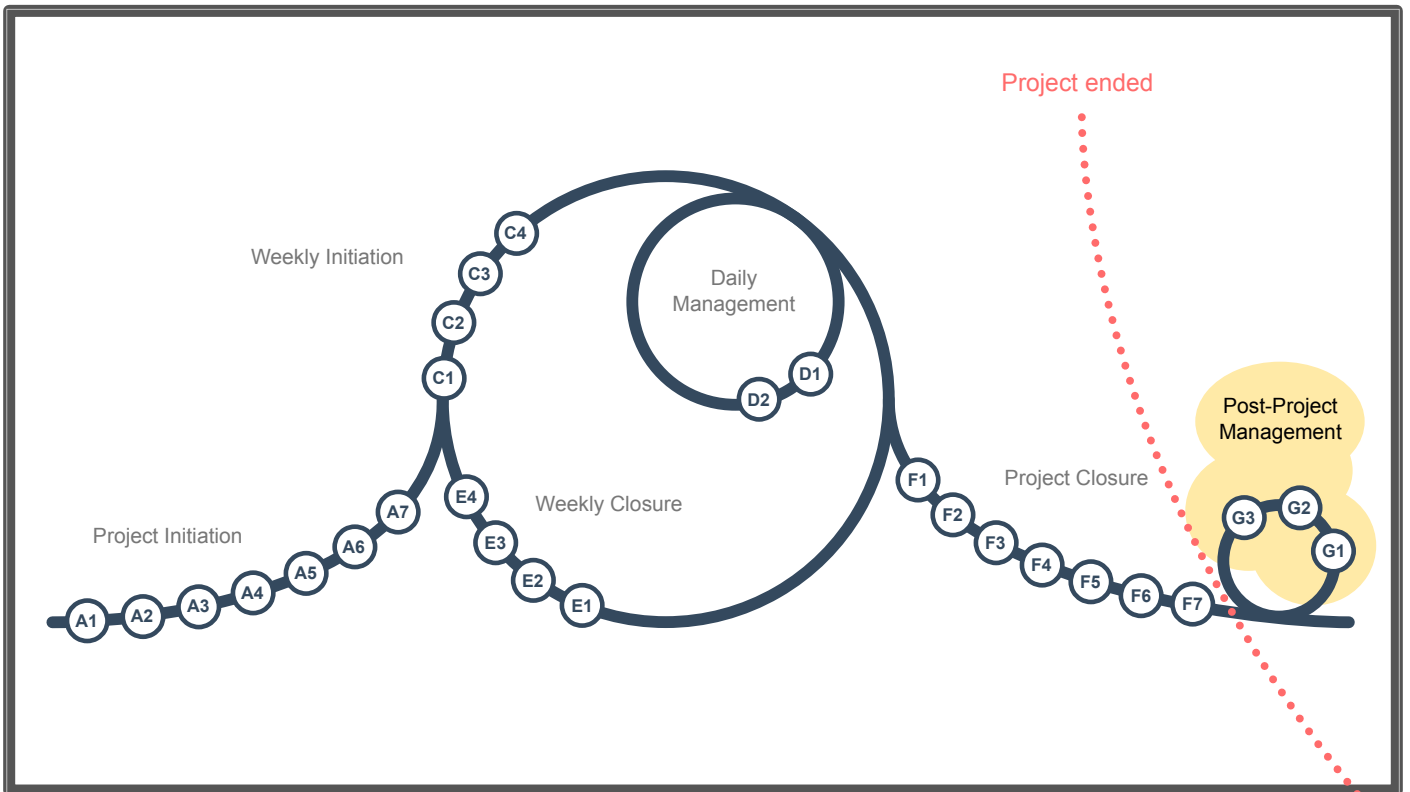 Project ended
Weekly Initiation
C4
C3
C2
C1
Daily
Management
D1
D2
Post-Project
Management
Project Initiation
A1
A2
A3
A4
A5
A6
A7
Weekly Closure
E4
E3
E2
E1
Project Closure
F1
F2
F3
F4
F5
F6
F7
G3
G2
G1